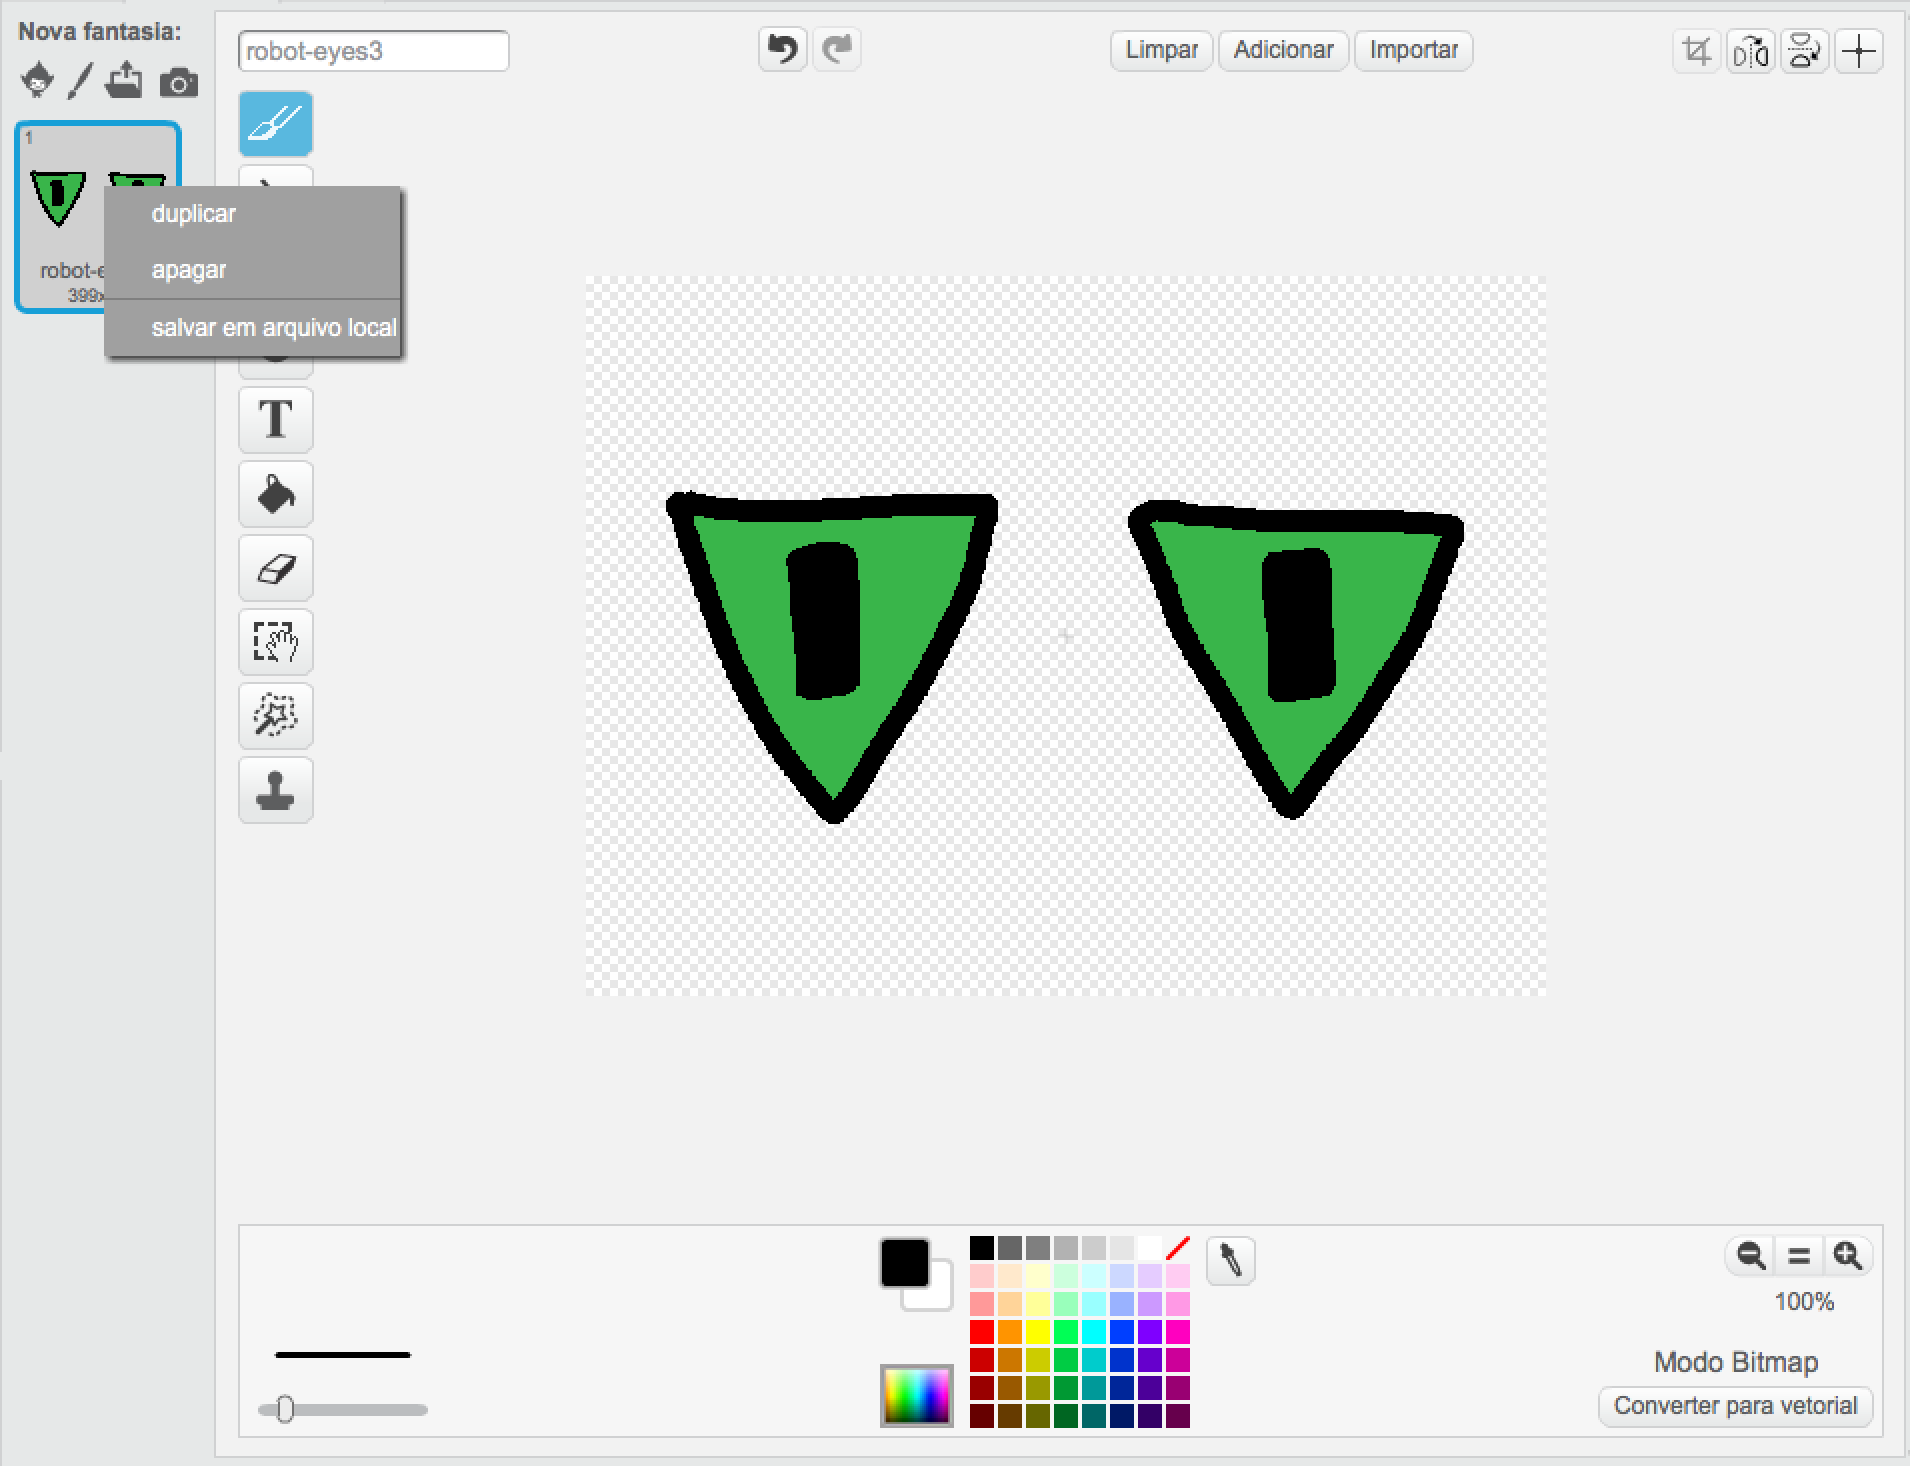 Nova fantasia:
robot-eyes3
Limpar
Adicionar
Importar
1
duplicar
apagar
salvar em arquivo local
robot-e
399x
T
100%
Modo Bitmap
Converter para vetorial